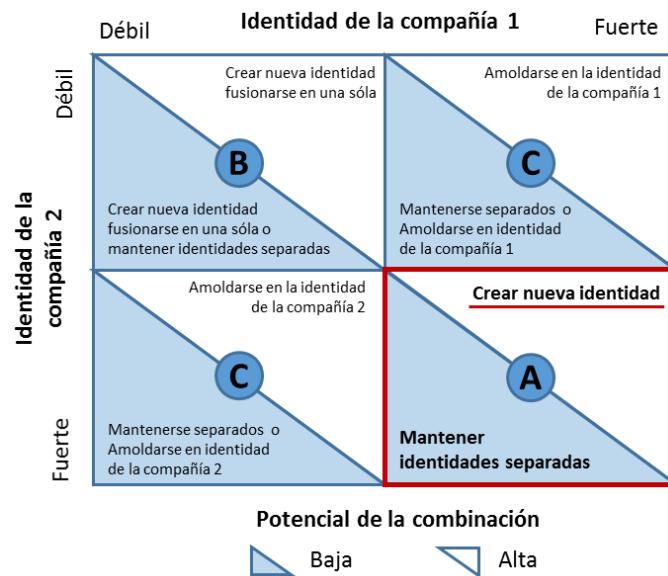 Identidad de la compañía 1
Débil
Fuerte
Identidad de la
compañía 2
Débil
Fuerte
Crear nueva identidad
fusionarse en una sóla
B
Crear nueva identidad
fusionarse en una sóla o
mantener identidades separadas
Amoldarse en la identidad
de la compañía 1
C
Mantenerse separados o
Amoldarse en identidad
de la compañía 1
Amoldarse en la identidad
de la compañía 2
C
Mantenerse separados o
Amoldarse en identidad
de la compañía 2
Crear nueva identidad
A
Mantener
identidades separadas
Potencial de la combinación
Baja
Alta